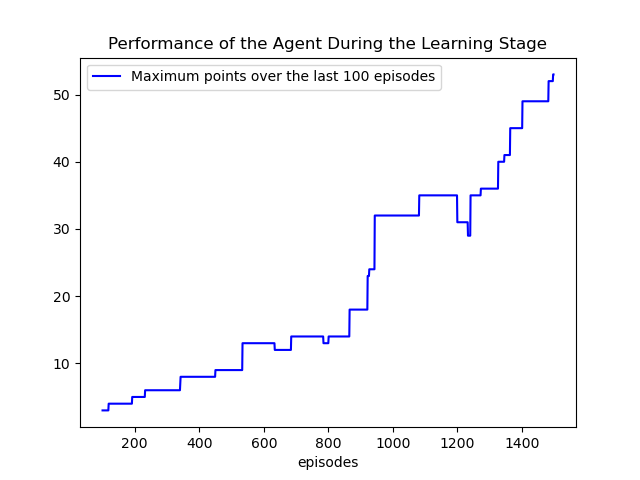 Performance of the Agent During the Learning Stage
Maximum points over the last 100 episodes
50
40
30
20
10
200 400 600 800 1000 1200 1400
episodes